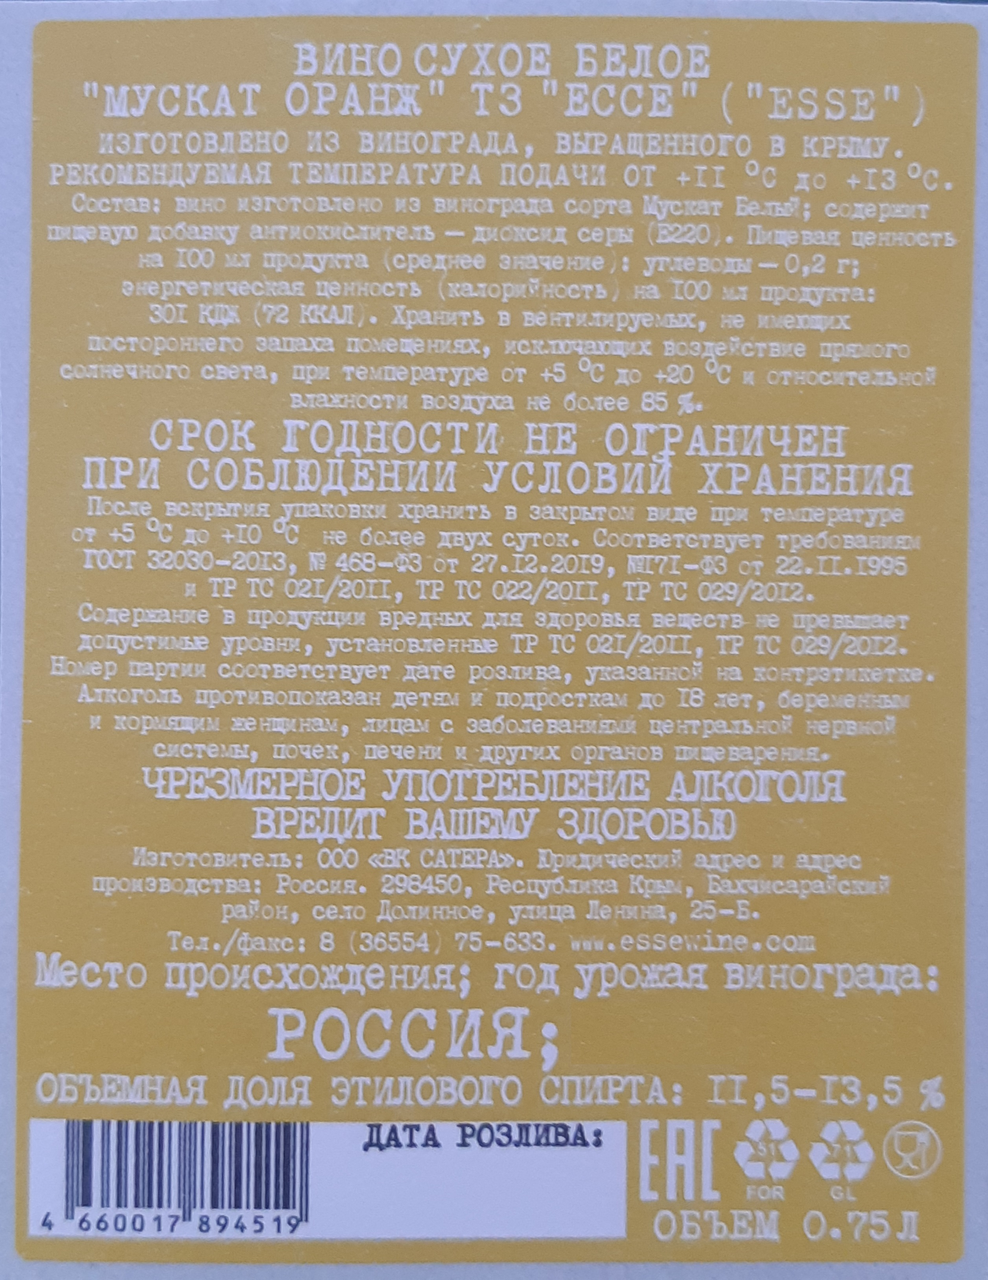 ВИНО СУХОЕ БЕЛОЕ
"МУСКАТ ОРАНЖ" ТЗ "ЕССЕ" ("ESSE")
ИЗГОТОВЛЕНО ИЗ ВИНОГРАДА, ВЫРАЩЕННОГО В КРЫМУ.
РЕКОМЕНДУЕМАЯ ТЕМПЕРАТУРА ПОДАЧИ ОТ +11 °С до +13 °С.
Состав: вино изготовлено из винограда сорта Мускат Белый; содержит
пищевую добавку антиокислитель – диоксид серы (Е220). Пищевая ценность
на 100 мл продукта (среднее значение): углеводы – 0,2 г;
энергетическая ценность (калорийность) на 100 мл продукта:
301 КДЖ (72 ККАЛ). Хранить в вентилируемых, не имеющих
постороннего запаха помещениях, исключающих воздействие прямого
солнечного света, при температуре от +5 °С до +20 °С и относительной
влажности воздуха не более 85 %.
СРОК ГОДНОСТИ НЕ ОГРАНИЧЕН
ПРИ СОБЛЮДЕНИИ УСЛОВИЙ ХРАНЕНИЯ
После вскрытия упаковки хранить в закрытом виде при температуре
от +5 °С до +10 °С не более двух суток. Соответствует требованиям
ГОСТ 32030-2013, № 468-ФЗ от 27.12.2019, №171-ФЗ от 22.11.1995
и ТР ТС 021/2011, ТР ТС 022/2011, ТР ТС 029/2012.
Содержание в продукции вредных для здоровья веществ не превышает
допустимые уровни, установленные ТР ТС 021/2011, ТР ТС 029/2012.
Номер партии соответствует дате розлива, указанной на контрэтикетке.
Алкоголь противопоказан детям и подросткам до 18 лет, беременным
и кормящим женщинам, лицам с заболеваниями центральной нервной
системы, почек, печени и других органов пищеварения.
ЧРЕЗМЕРНОЕ УПОТРЕБЛЕНИЕ АЛКОГОЛЯ
ВРЕДИТ ВАШЕМУ ЗДОРОВЬЮ
Изготовитель: ООО «ВК САТЕРА». Юридический адрес и адрес
производства: Россия. 298450, Республика Крым, Бахчисарайский
район, село Долинное, улица Ленина, 25-Б.
Тел./факс: 8 (36554) 75-633. www.essewine.com
Место происхождения; год урожая винограда:
РОССИЯ;
ОБЪЕМНАЯ ДОЛЯ ЭТИЛОВОГО СПИРТА: 11,5-13,5 %
ДАТА РОЗЛИВА:
EAC
51
FOR
71
GL
4 660017 894519
ОБЪЕМ 0.75Л